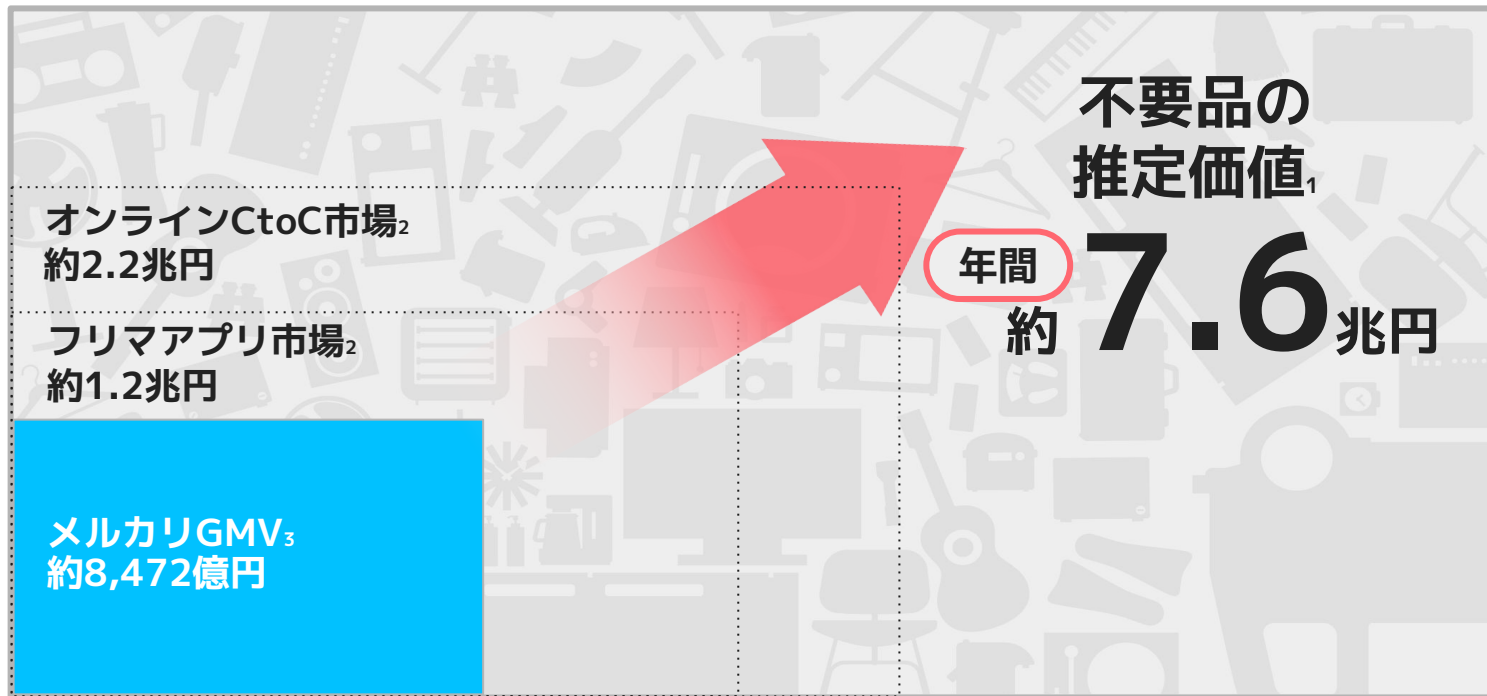 不要品の
推定価値1
年間
約7.6兆円
オンラインCtoC市場2
約2.2兆円
フリマアプリ市場2
約1.2兆円
メルカリGMV3
約8,472億円